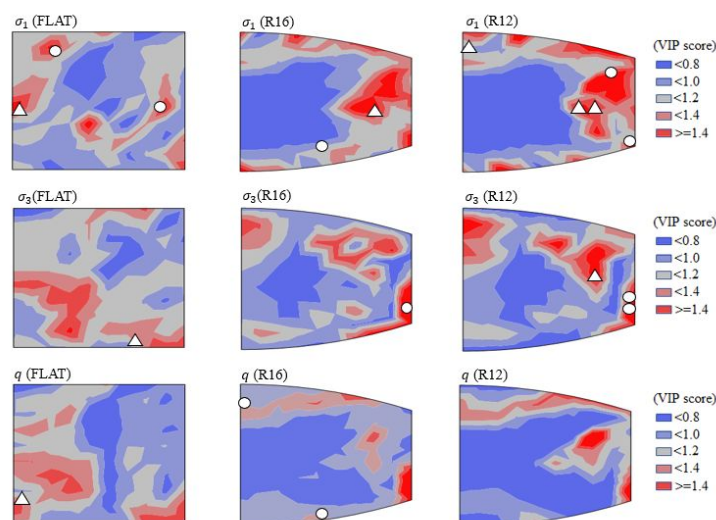 σ₁ (FLAT) σ₁ (R16) σ₁ (R12)
(VIP score)
<0.8
<1.0
<1.2
<1.4
>=1.4
σ₃(FLAT) σ₃(R16) σ₃ (R12)
(VIP score)
<0.8
<1.0
<1.2
<1.4
>=1.4
q (FLAT) q (R16) q (R12)
(VIP score)
<0.8
<1.0
<1.2
<1.4
>=1.4